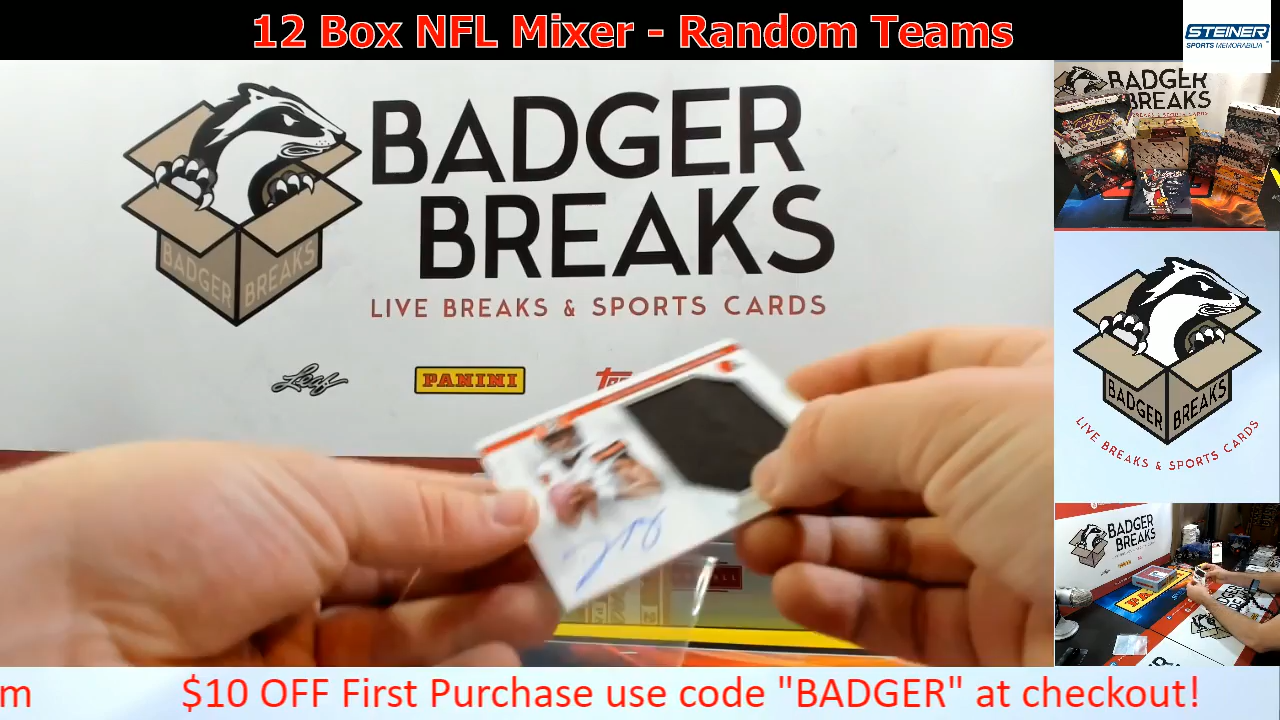 12 Box NFL Mixer - Random Teams
STEINER
SPORTS MEMORABILIA
BADGER
BREAKS
LIVE BREAKS & SPORTS CARDS
BADGER BREAKS
Leaf
PANINI
BADGER
BREAKS
BADGER BREAKS
LIVE BREAKS & SPORTS CARDS
BADGER
BREAKS
m $10 OFF First Purchase use code "BADGER" at checkout!